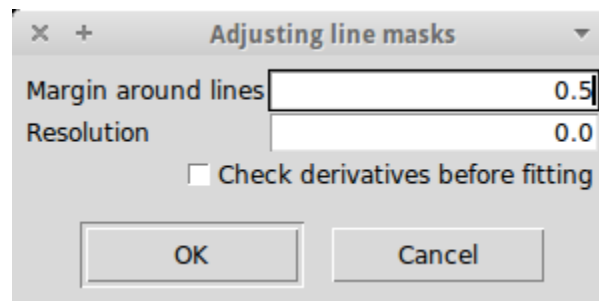 Adjusting line masks
Margin around lines 0.5
Resolution 0.0
Check derivatives before fitting
OK Cancel